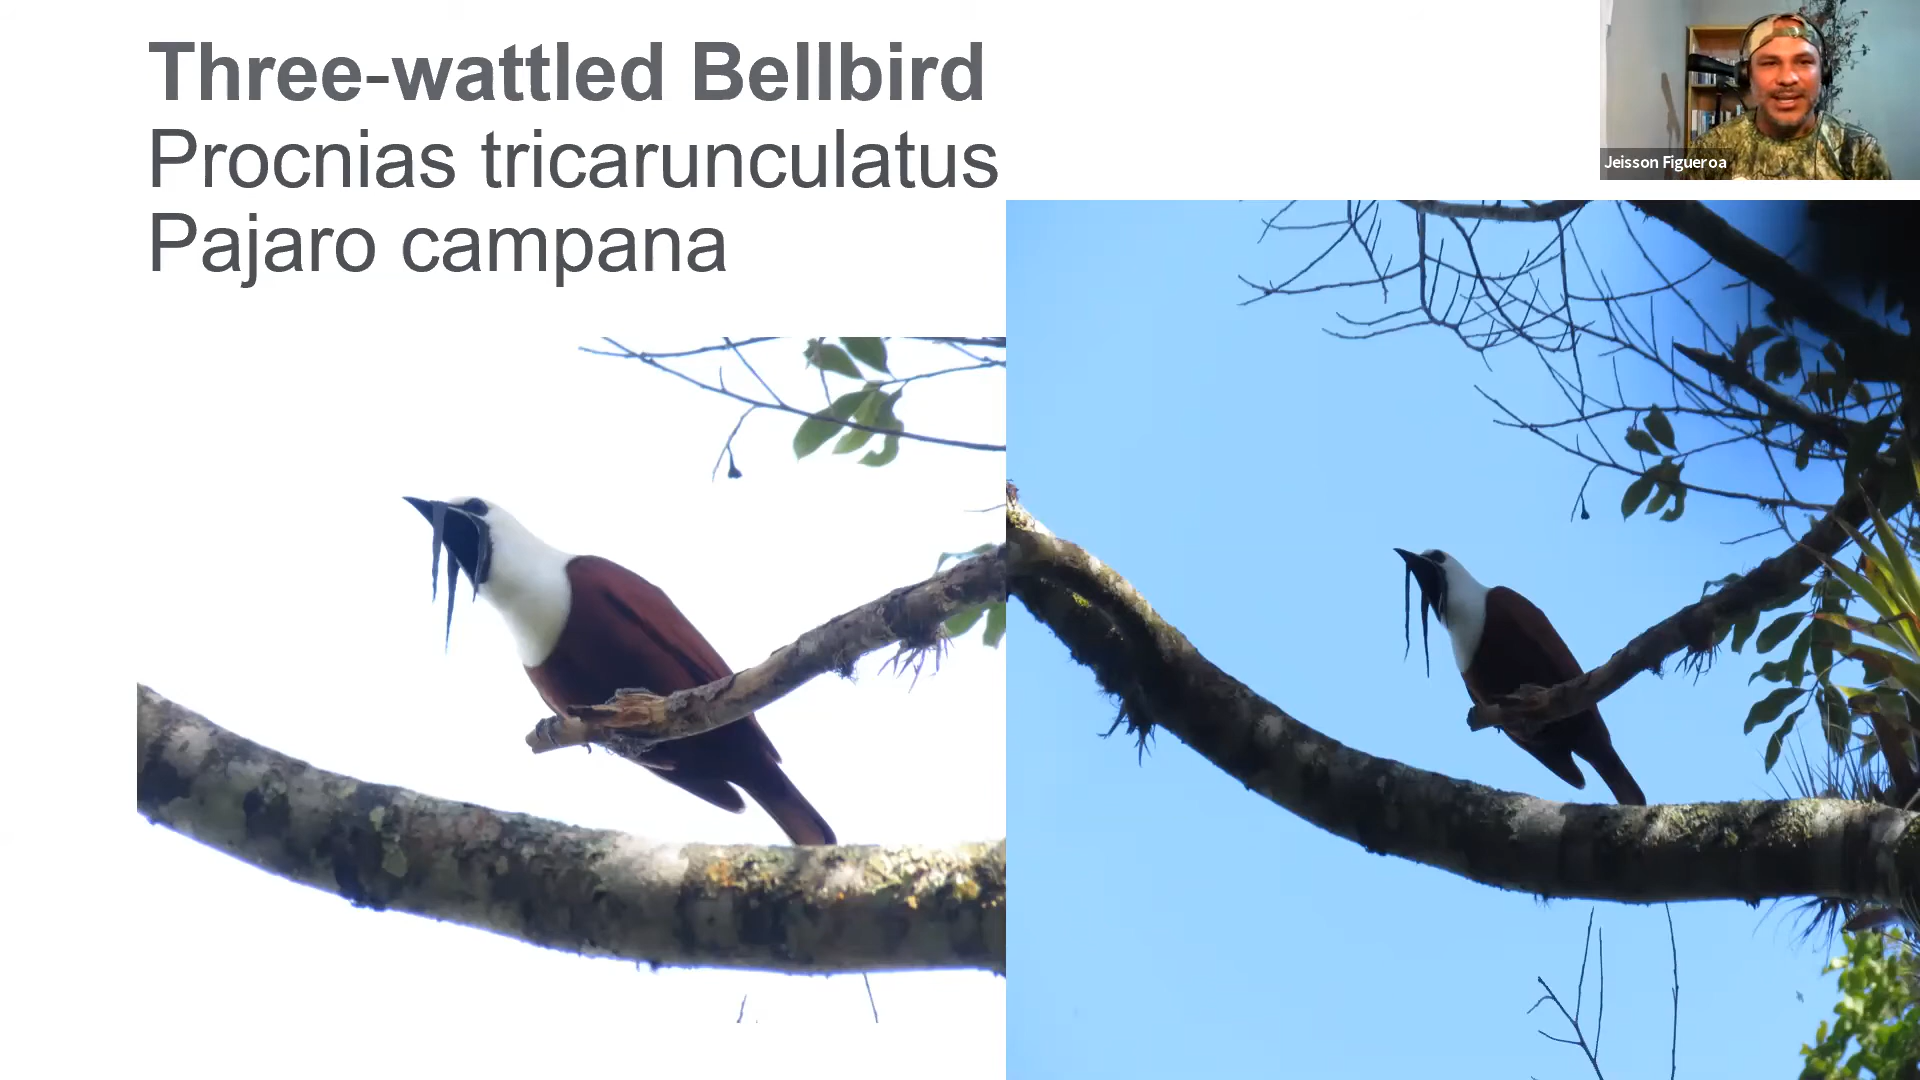 Three-wattled Bellbird
Procnias tricarunculatus
Pajaro campana
Jeisson Figueroa